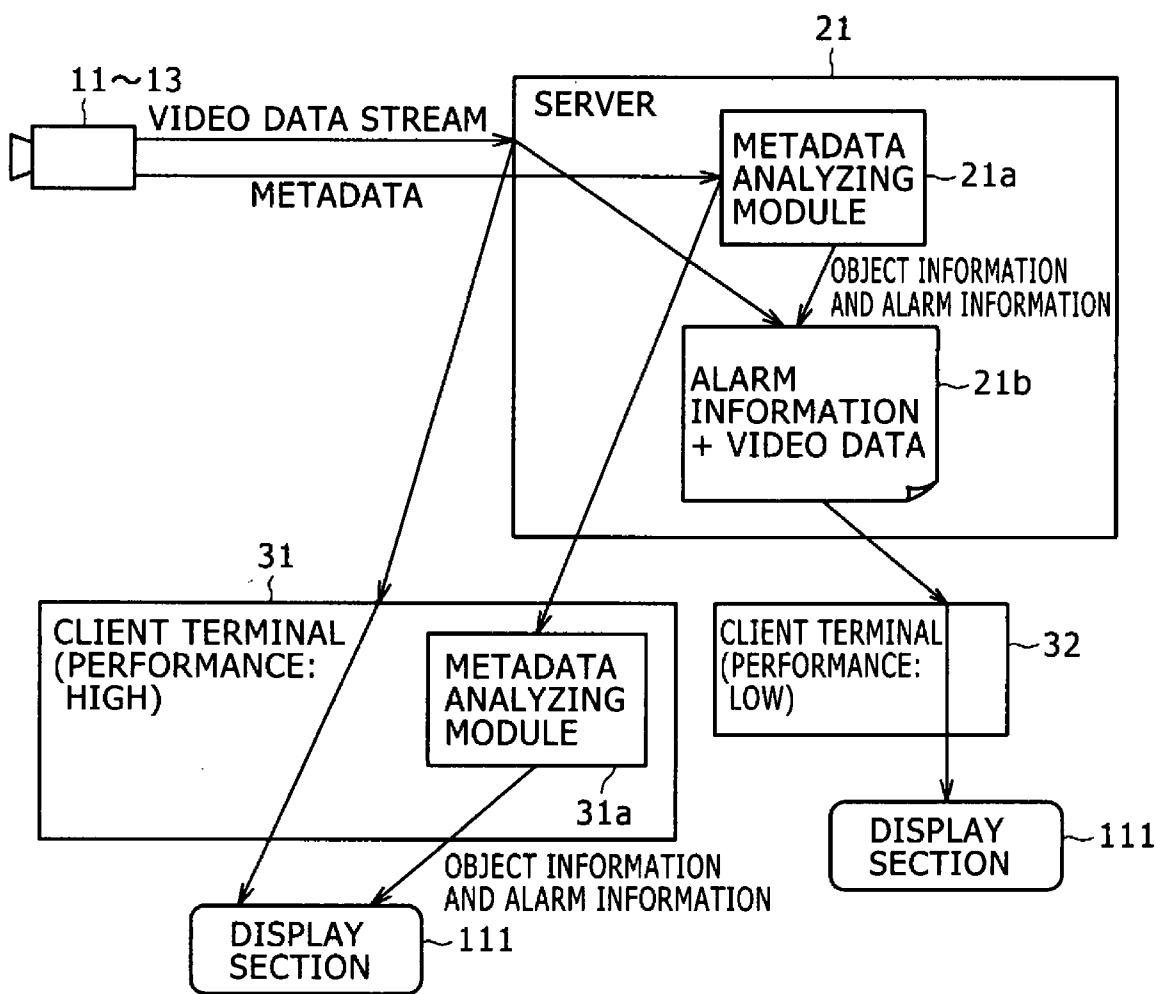 21
11～13
VIDEO DATA STREAM
METADATA
SERVER
METADATA
ANALYZING
MODULE
21a
OBJECT INFORMATION
AND ALARM INFORMATION
ALARM
INFORMATION
+ VIDEO DATA
21b
31
CLIENT TERMINAL
(PERFORMANCE:
HIGH)
METADATA
ANALYZING
MODULE
31a
CLIENT TERMINAL
(PERFORMANCE:
LOW)
32
OBJECT INFORMATION
AND ALARM INFORMATION
DISPLAY
SECTION
111
DISPLAY
SECTION
111